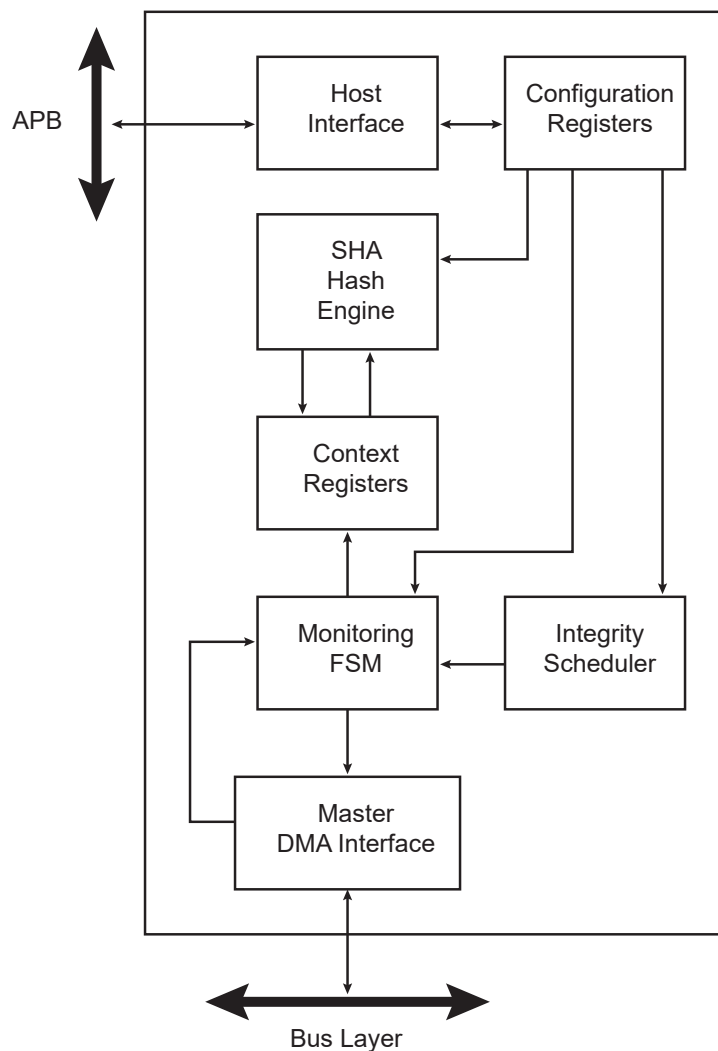 APB
Host
Interface
Configuration
Registers
SHA
Hash
Engine
Context
Registers
Monitoring
FSM
Integrity
Scheduler
Master
DMA Interface
Bus Layer